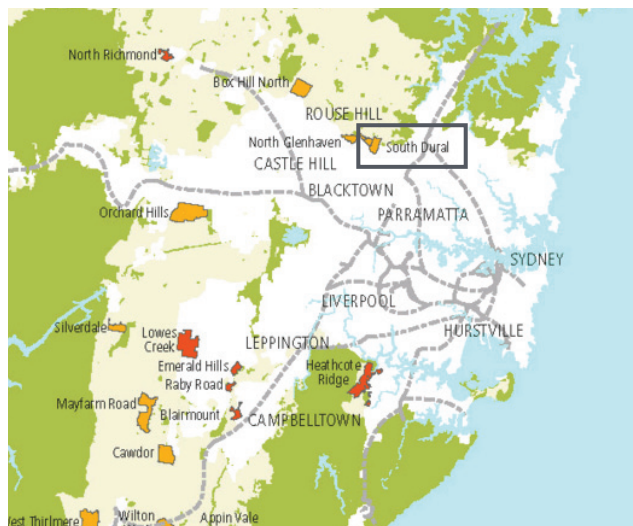 North Richmond
Box Hill North
ROUSE HILL
North Glenhaven
South Dural
CASTLE HILL
BLACKTOWN
Orchard Hills
PARRAMATTA
SYDNEY
LIVERPOOL
Silverdale
HURSTVILLE
Lowes
Creek
LEPPINGTON
Emerald Hills
Heathcote
Ridge
Raby Road
Mayfarm Road
Blairmount
CAMPBELLTOWN
Cawdor
West Thirlmere
Wilton
Appin Vale